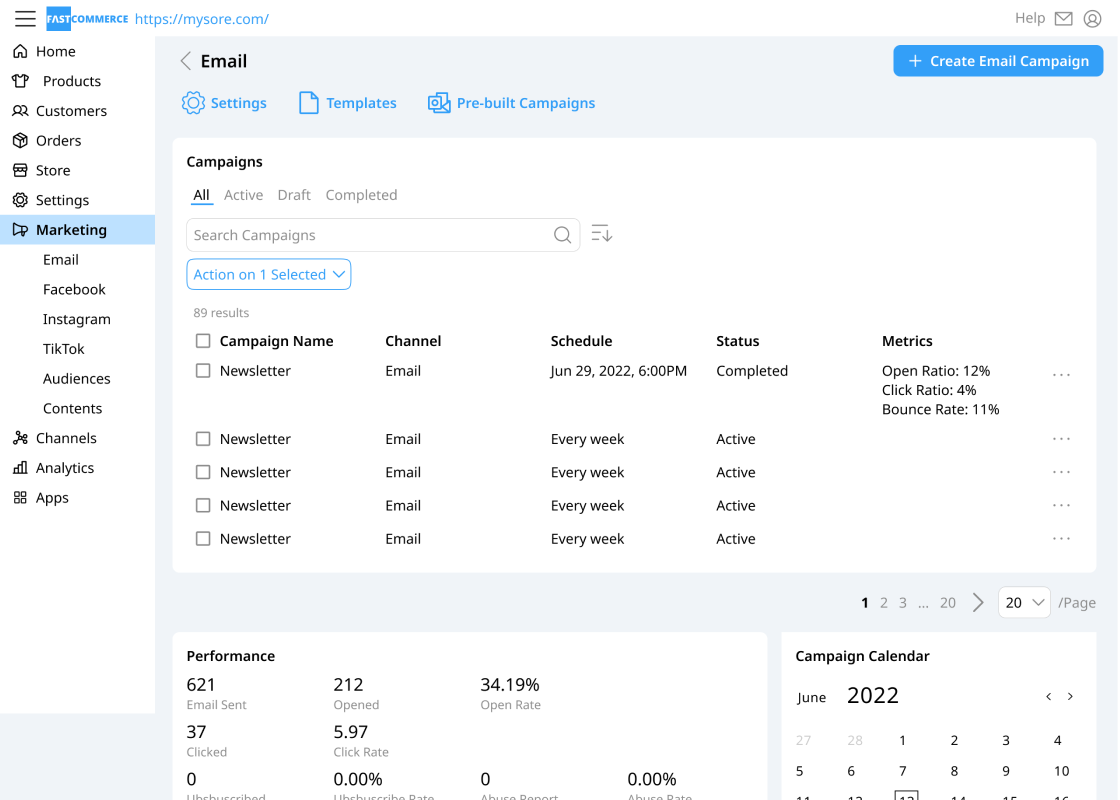 FASTCOMMERCE https://mysore.com/ Help
Home
Products
Customers
Orders
Store
Settings
Marketing
Email
Facebook
Instagram
TikTok
Audiences
Contents
Channels
Analytics
Apps
Email
Create Email Campaign
Settings Templates Pre-built Campaigns
Campaigns
All Active Draft Completed
Search Campaigns
Action on 1 Selected
89 results
Campaign Name Channel Schedule Status Metrics
Newsletter Email Jun 29, 2022, 6:00PM Completed Open Ratio: 12%
Click Ratio: 4%
Bounce Rate: 11%
Newsletter Email Every week Active
Newsletter Email Every week Active
Newsletter Email Every week Active
Newsletter Email Every week Active
1 2 3 ... 20 20 /Page
Performance
621 212 34.19%
Email Sent Opened Open Rate
37 5.97
Clicked Click Rate
0 0.00% 0 0.00%
Ubsbuscribed Ubsbuscribe Rate Abuse Report Abuse Rate
Campaign Calendar
June 2022
27 28 1 2 3 4
5 6 7 8 9 10
11 12 13 14 15 16